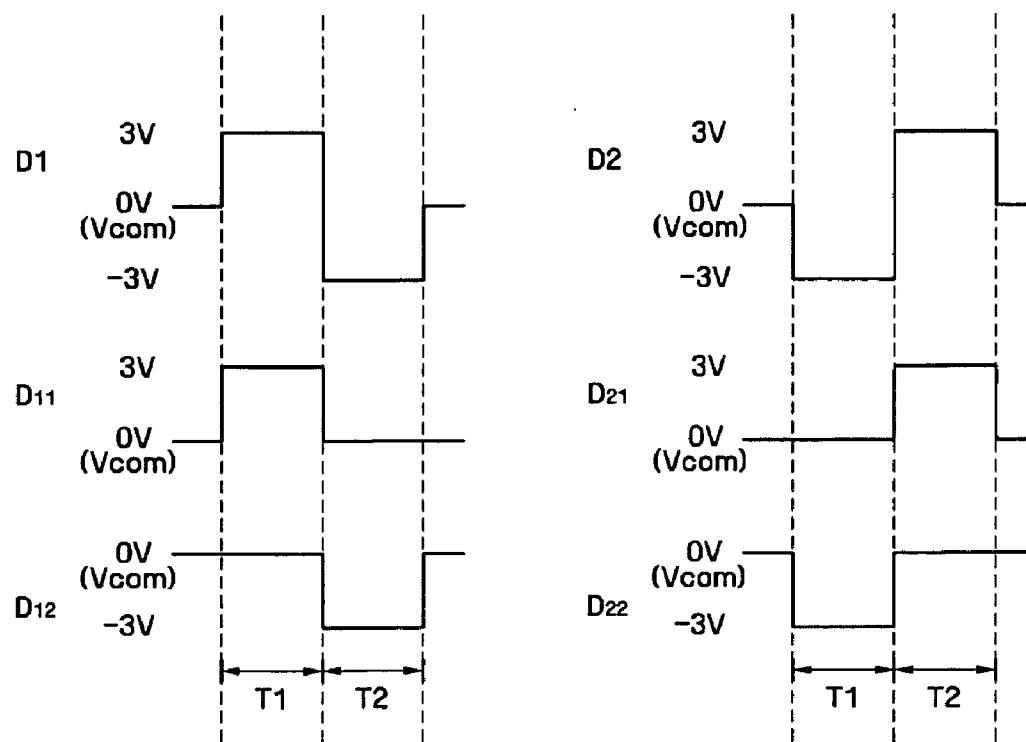 3V
D1
0V
(Vcom)
-3V
3V
D11
0V
(Vcom)
0V
(Vcom)
D12
-3V
T1 T2
3V
D2
0V
(Vcom)
-3V
3V
D21
0V
(Vcom)
0V
(Vcom)
D22
-3V
T1 T2